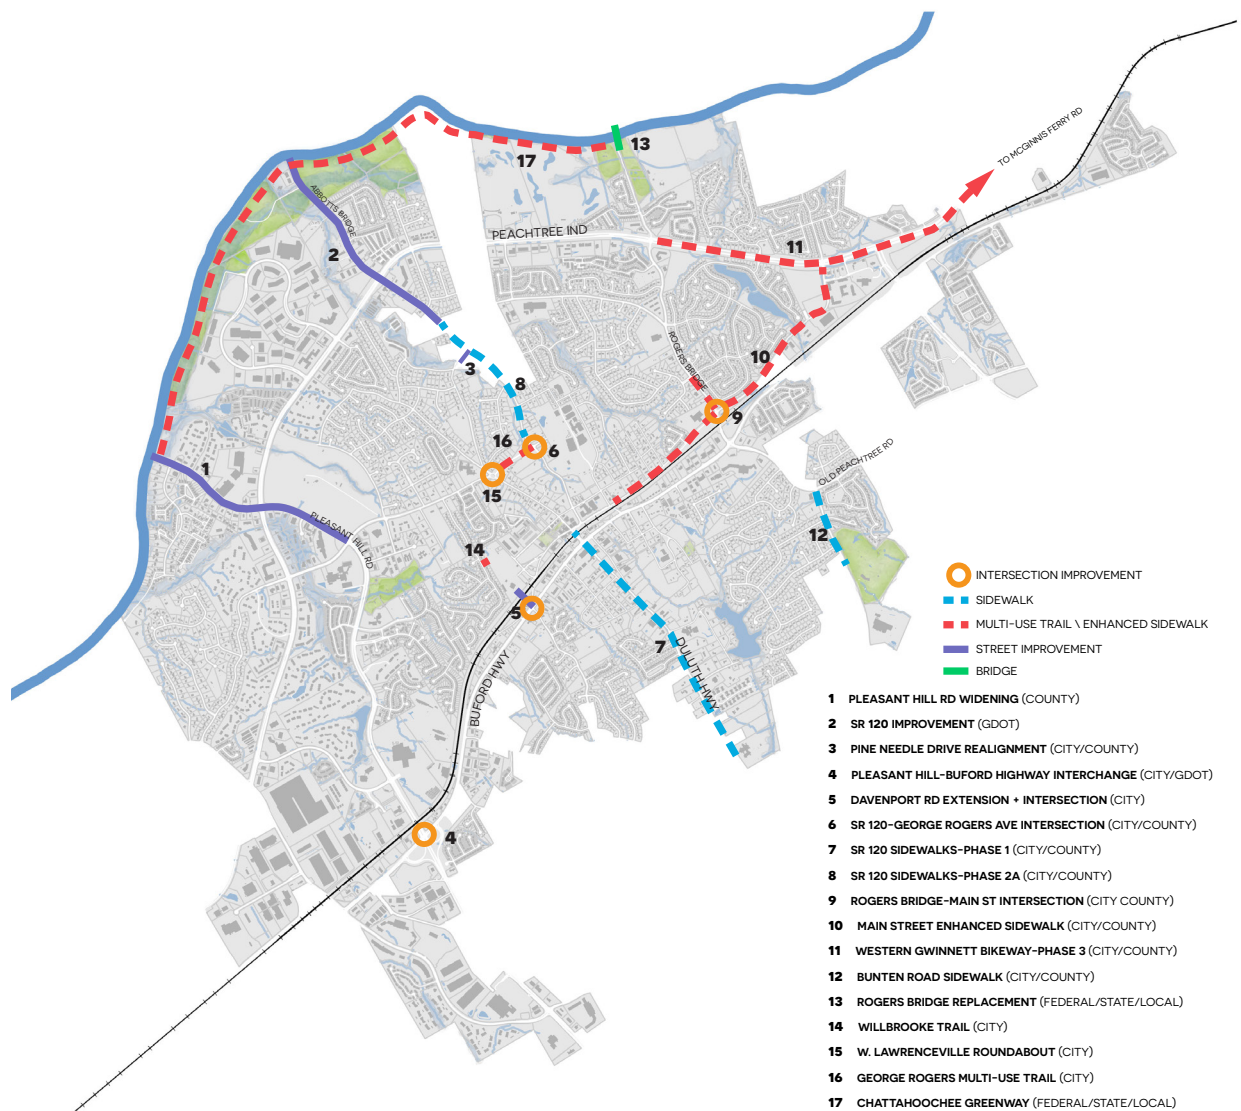 17
13
TO MCGINNIS FERRY RD
ABBOTTS BRIDGE
PEACHTREE IND
11
2
ROGERS BRIDGE
10
3
8
9
16
6
OLD PEACHTREE RD
1
15
PLEASANT HILL RD
12
14
5
7
DULUTH HWY
BUFORD HWY
4
INTERSECTION IMPROVEMENT
SIDEWALK
MULTI-USE TRAIL \ ENHANCED SIDEWALK
STREET IMPROVEMENT
BRIDGE
1 PLEASANT HILL RD WIDENING (COUNTY)
2 SR 120 IMPROVEMENT (GDOT)
3 PINE NEEDLE DRIVE REALIGNMENT (CITY/COUNTY)
4 PLEASANT HILL-BUFORD HIGHWAY INTERCHANGE (CITY/GDOT)
5 DAVENPORT RD EXTENSION + INTERSECTION (CITY)
6 SR 120-GEORGE ROGERS AVE INTERSECTION (CITY/COUNTY)
7 SR 120 SIDEWALKS-PHASE 1 (CITY/COUNTY)
8 SR 120 SIDEWALKS-PHASE 2A (CITY/COUNTY)
9 ROGERS BRIDGE-MAIN ST INTERSECTION (CITY COUNTY)
10 MAIN STREET ENHANCED SIDEWALK (CITY/COUNTY)
11 WESTERN GWINNETT BIKEWAY-PHASE 3 (CITY/COUNTY)
12 BUNTEN ROAD SIDEWALK (CITY/COUNTY)
13 ROGERS BRIDGE REPLACEMENT (FEDERAL/STATE/LOCAL)
14 WILLBROOKE TRAIL (CITY)
15 W. LAWRENCEVILLE ROUNDABOUT (CITY)
16 GEORGE ROGERS MULTI-USE TRAIL (CITY)
17 CHATTAHOOCHEE GREENWAY (FEDERAL/STATE/LOCAL)